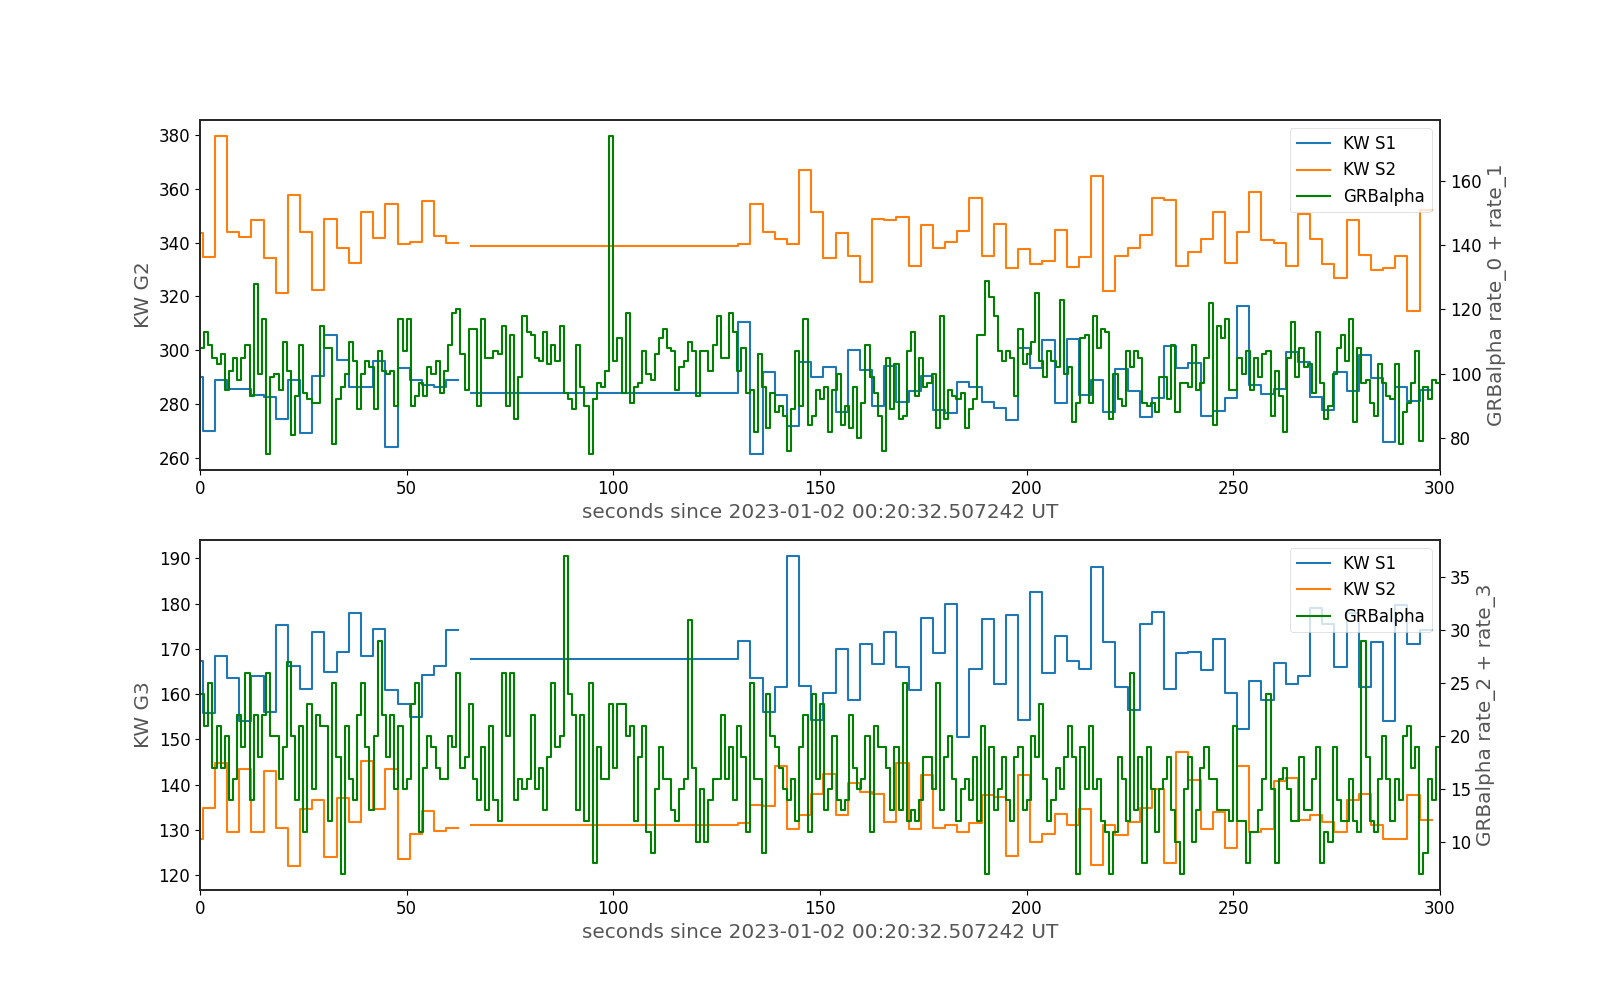 380
360
340
320
300
280
260
KW G2
KW S1
KW S2
GRBalpha
160
140
120
100
80
GRBalpha rate_0 + rate_1
0 50 100 150 200 250 300
seconds since 2023-01-02 00:20:32.507242 UT
190
180
170
160
150
140
130
120
KW G3
KW S1
KW S2
GRBalpha
35
30
25
20
15
10
GRBalpha rate_2 + rate_3
0 50 100 150 200 250 300
seconds since 2023-01-02 00:20:32.507242 UT